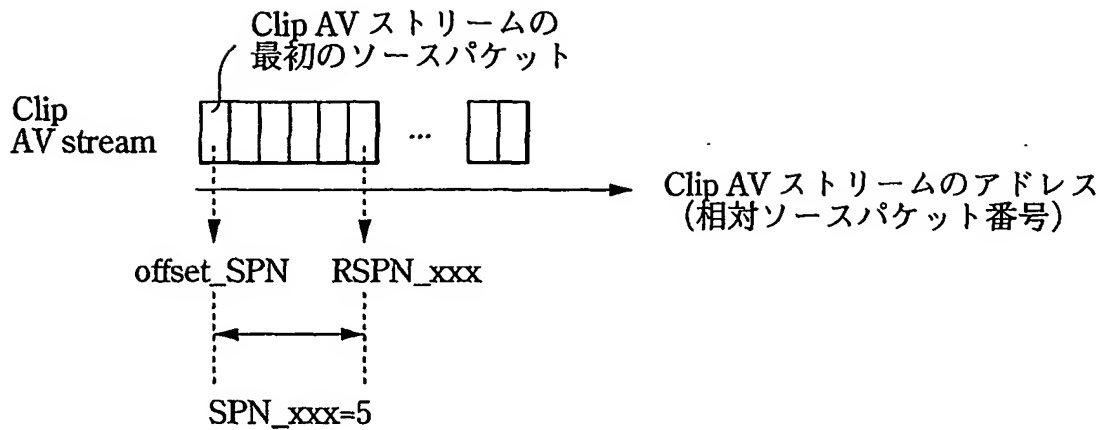 Clip AV ストリームの
最初のソースパケット
Clip
AV stream
...
Clip AV ストリームのアドレス
(相対ソースパケット番号)
offset_SPN
RSPN_xxx
SPN_xxx=5